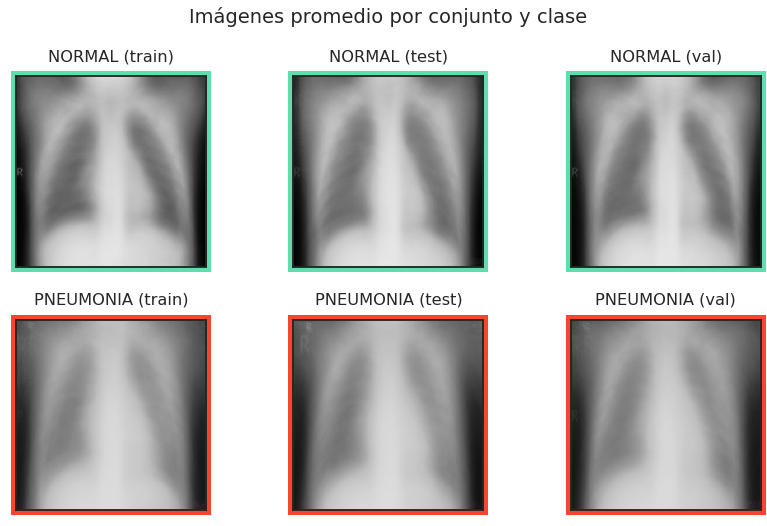 Imágenes promedio por conjunto y clase
NORMAL (train)
NORMAL (test)
NORMAL (val)
R
R
PNEUMONIA (train)
PNEUMONIA (test)
PNEUMONIA (val)
R